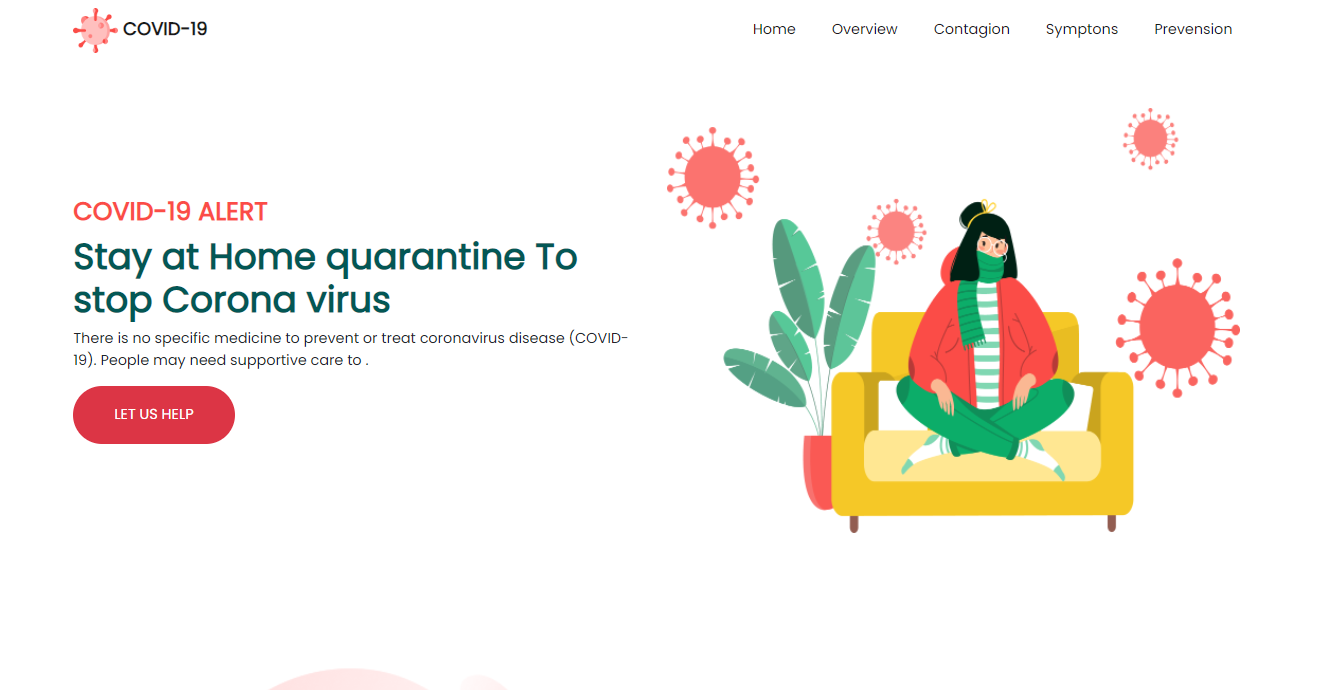 COVID-19
Home
Overview
Contagion
Symptons
Prevension
COVID-19 ALERT
Stay at Home quarantine To
stop Corona virus
There is no specific medicine to prevent or treat coronavirus disease (COVID-
19). People may need supportive care to .
LET US HELP